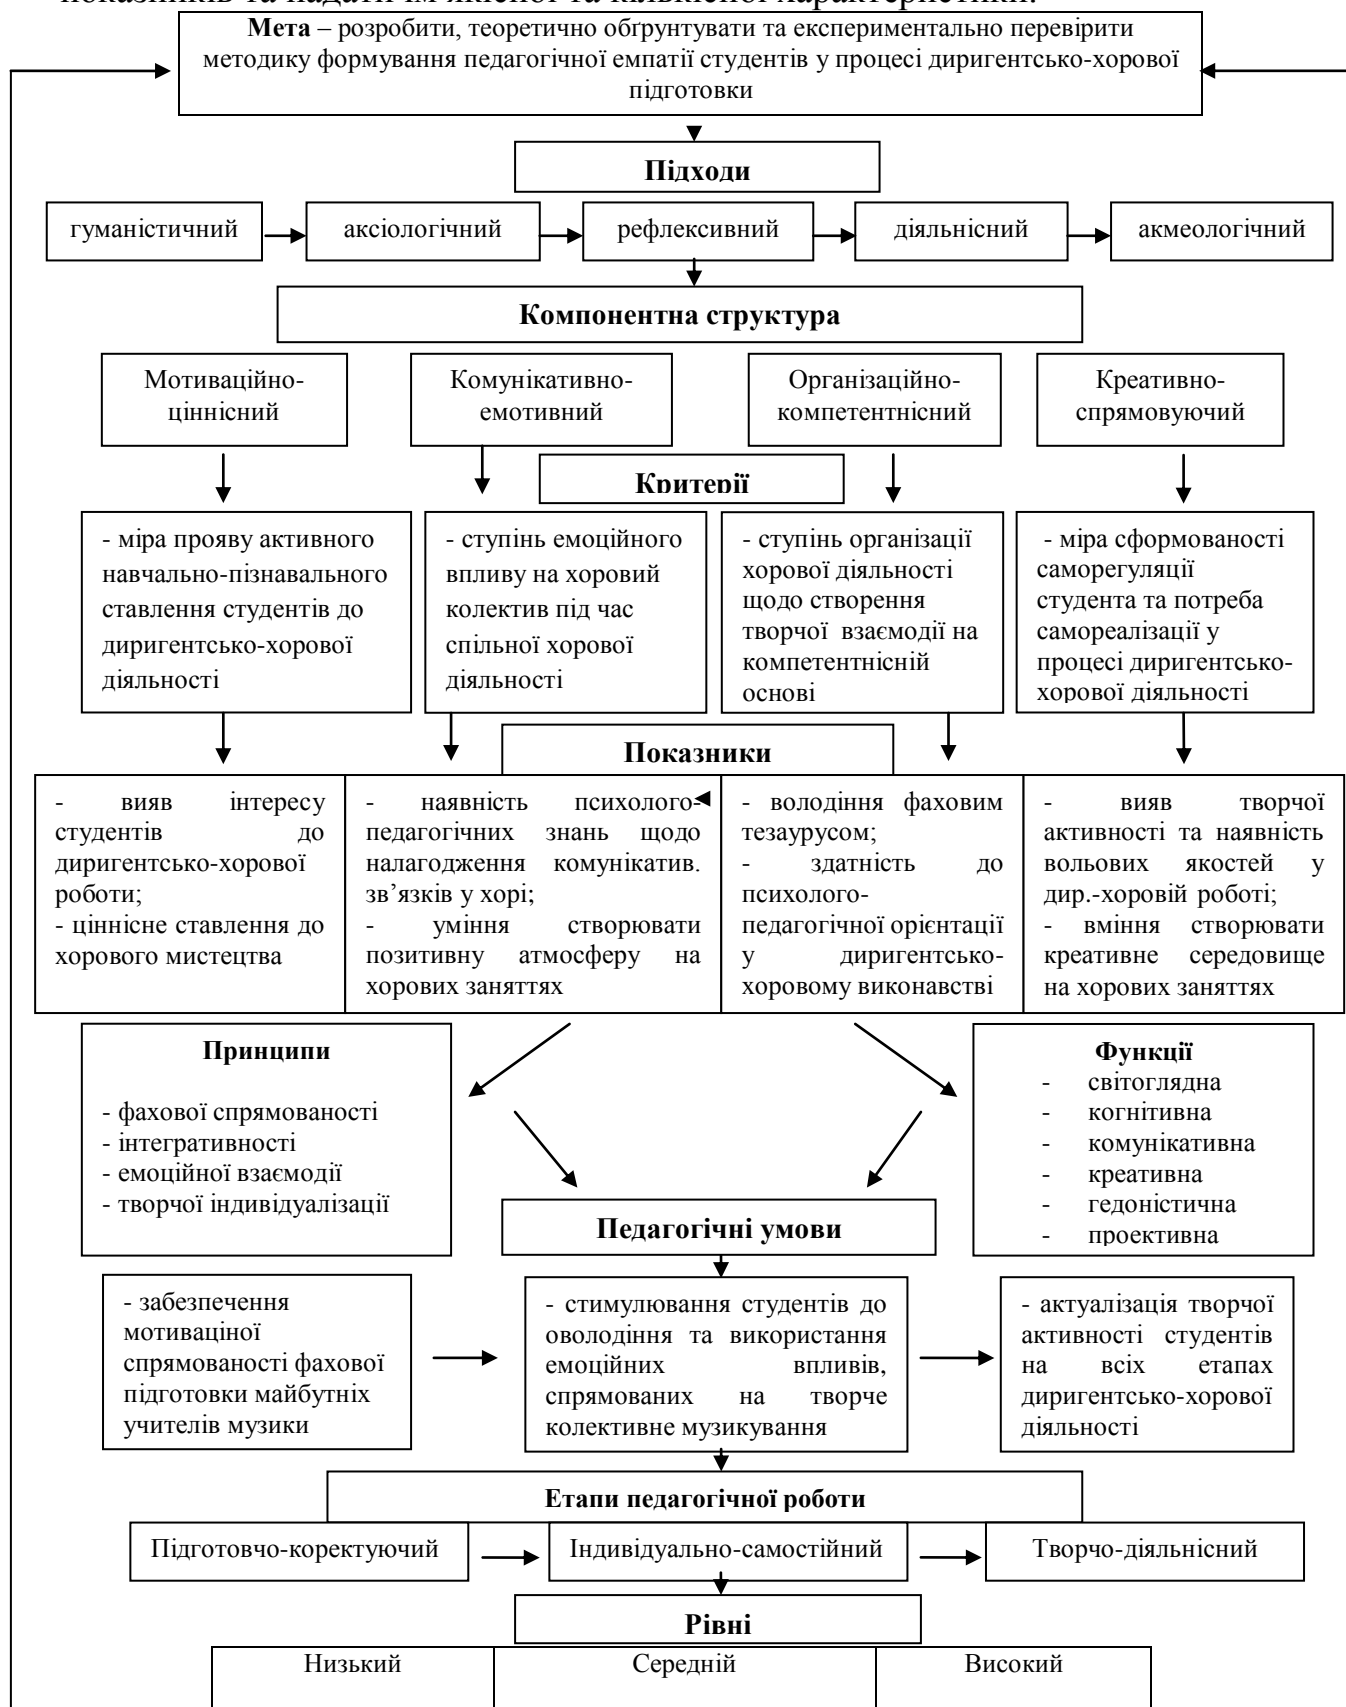 показників та надати їм якісної та кількісної характеристики.
Мета – розробити, теоретично обґрунтувати та експериментально перевірити
методику формування педагогічної емпатії студентів у процесі диригентсько-хорової
підготовки
Підходи
гуманістичний
аксіологічний
рефлексивний
діяльнісний
акмеологічний
Компонентна структура
Мотиваційно-
ціннісний
Комунікативно-
емотивний
Організаційно-
компетентнісний
Креативно-
спрямовуючий
Критерії
- міра прояву активного
навчально-пізнавального
ставлення студентів до
диригентсько-хорової
діяльності
- ступінь емоційного
впливу на хоровий
колектив під час
спільної хорової
діяльності
- ступінь організації
хорової діяльності
щодо створення
творчої взаємодії на
компетентнісній
основі
- міра сформованості
саморегуляції
студента та потреба
самореалізації у
процесі диригентсько-
хорової діяльності
Показники
- вияв інтересу
студентів до
диригентсько-хорової
роботи;
- ціннісне ставлення до
хорового мистецтва
- наявність психолого-
педагогічних знань щодо
налагодження комунікатив.
зв’язків у хорі;
- уміння створювати
позитивну атмосферу на
хорових заняттях
- володіння фаховим
тезаурусом;
- здатність до
психолого-
педагогічної орієнтації
у диригентсько-
хоровому виконавстві
- вияв творчої
активності та наявність
вольових якостей у
дир.-хоровій роботі;
- вміння створювати
креативне середовище
на хорових заняттях
Принципи
- фахової спрямованості
- інтегративності
- емоційної взаємодії
- творчої індивідуалізації
Функції
- світоглядна
- когнітивна
- комунікативна
- креативна
- гедоністична
- проективна
Педагогічні умови
- забезпечення
мотиваціної
спрямованості фахової
підготовки майбутніх
учителів музики
- стимулювання студентів до
оволодіння та використання
емоційних впливів,
спрямованих на творче
колективне музикування
- актуалізація творчої
активності студентів
на всіх етапах
диригентсько-хорової
діяльності
Етапи педагогічної роботи
Підготовчо-коректуючий
Індивідуально-самостійний
Творчо-діяльнісний
Рівні
Низький
Середній
Високий